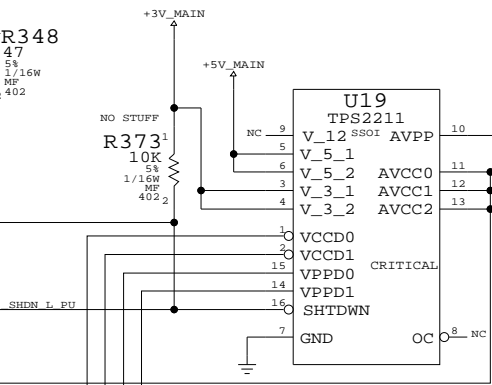 +3V_MAIN
R348
47
5%
1/16W
MF
402
+5V_MAIN
U19
TPS2211
SSOI
NO STUFF
R373
1
10K
5%
1/16W
MF
402
2
NC
9 V_12 AVPP 10
5 V_5_1
6 V_5_2 AVCC0 11
3 V_3_1 AVCC1 12
4 V_3_2 AVCC2 13
1 VCCD0
2 VCCD1
CRITICAL
15 VPPD0
14 VPPD1
_SHDN_L_PU
16 SHTDWN
7 GND OC 8 NC